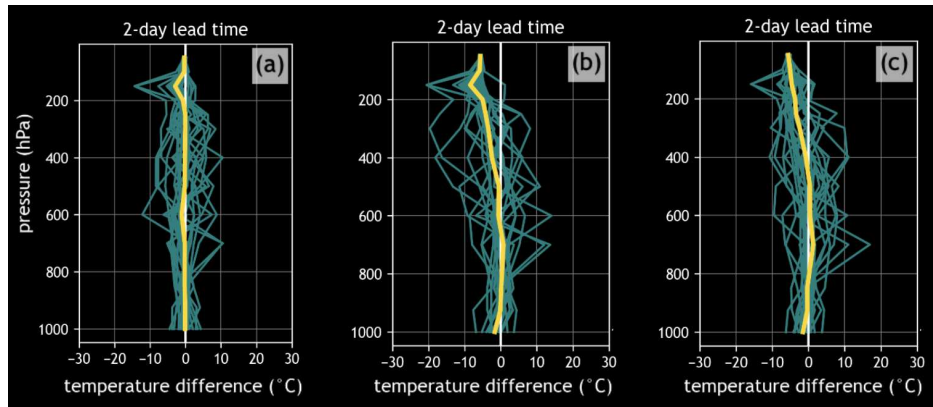 2-day lead time
(a)
pressure (hPa)
200
400
600
800
1000
−30 −20 −10 0 10 20 30
temperature difference (°C)
2-day lead time
(b)
200
400
600
800
1000
−30 −20 −10 0 10 20 30
temperature difference (°C)
2-day lead time
(c)
200
400
600
800
1000
−30 −20 −10 0 10 20 30
temperature difference (°C)